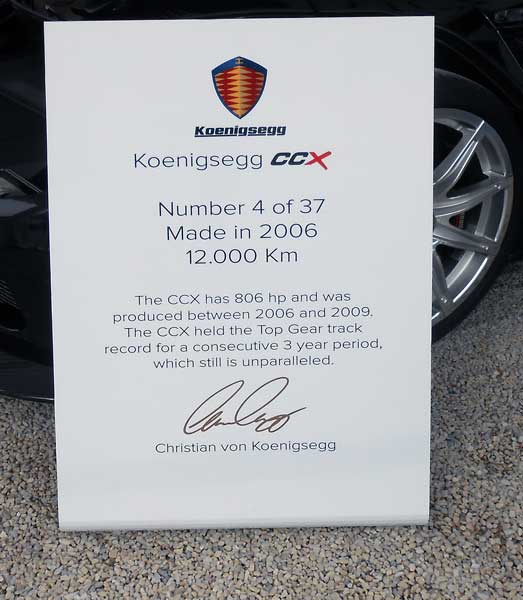 Koenigsegg
Koenigsegg CCX
Number 4 of 37
Made in 2006
12.000 Km
The CCX has 806 hp and was
produced between 2006 and 2009.
The CCX held the Top Gear track
record for a consecutive 3 year period,
which still is unparalleled.
Christian von Koenigsegg